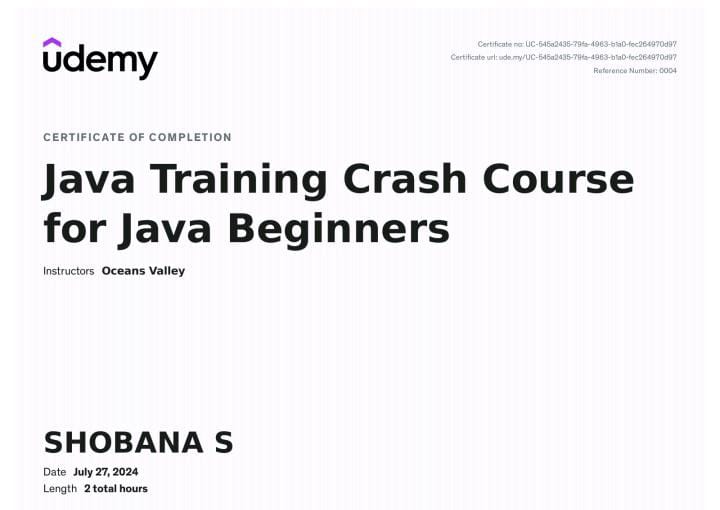 udemy
Certificate no: UC-545a2435-79fa-4963-b1a0-fec264970d97
Certificate url: ude.my/UC-545a2435-79fa-4963-b1a0-fec264970d97
Reference Number: 0004
CERTIFICATE OF COMPLETION
Java Training Crash Course
for Java Beginners
Instructors Oceans Valley
SHOBANA S
Date July 27, 2024
Length 2 total hours